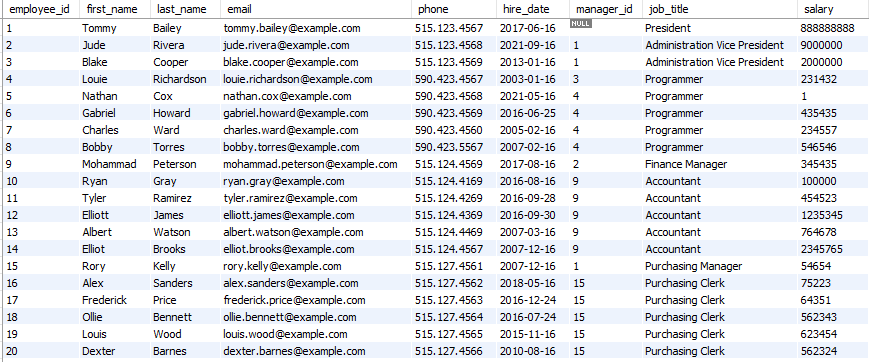 employee_id first_name last_name email phone hire_date manager_id job_title salary
1 Tommy Bailey tommy.bailey@example.com 515.123.4567 2017-06-16 NULL President 888888888
2 Jude Rivera jude.rivera@example.com 515.123.4568 2021-09-16 1 Administration Vice President 9000000
3 Blake Cooper blake.cooper@example.com 515.123.4569 2013-01-16 1 Administration Vice President 2000000
4 Louie Richardson louie.richardson@example.com 590.423.4567 2003-01-16 3 Programmer 231432
5 Nathan Cox nathan.cox@example.com 590.423.4568 2021-05-16 4 Programmer 1
6 Gabriel Howard gabriel.howard@example.com 590.423.4569 2016-06-25 4 Programmer 435435
7 Charles Ward charles.ward@example.com 590.423.4560 2005-02-16 4 Programmer 234557
8 Bobby Torres bobby.torres@example.com 590.423.5567 2007-02-16 4 Programmer 546546
9 Mohammad Peterson mohammad.peterson@example.com 515.124.4569 2017-08-16 2 Finance Manager 345435
10 Ryan Gray ryan.gray@example.com 515.124.4169 2016-08-16 9 Accountant 100000
11 Tyler Ramirez tyler.ramirez@example.com 515.124.4269 2016-09-28 9 Accountant 454523
12 Elliott James elliott.james@example.com 515.124.4369 2016-09-30 9 Accountant 1235345
13 Albert Watson albert.watson@example.com 515.124.4469 2007-03-16 9 Accountant 764678
14 Elliot Brooks elliot.brooks@example.com 515.124.4567 2007-12-16 9 Accountant 2345765
15 Rory Kelly rory.kelly@example.com 515.127.4561 2007-12-16 1 Purchasing Manager 54654
16 Alex Sanders alex.sanders@example.com 515.127.4562 2018-05-16 15 Purchasing Clerk 75223
17 Frederick Price frederick.price@example.com 515.127.4563 2016-12-24 15 Purchasing Clerk 64351
18 Ollie Bennett ollie.bennett@example.com 515.127.4564 2016-07-24 15 Purchasing Clerk 562343
19 Louis Wood louis.wood@example.com 515.127.4565 2015-11-16 15 Purchasing Clerk 623454
20 Dexter Barnes dexter.barnes@example.com 515.127.4566 2010-08-16 15 Purchasing Clerk 562324